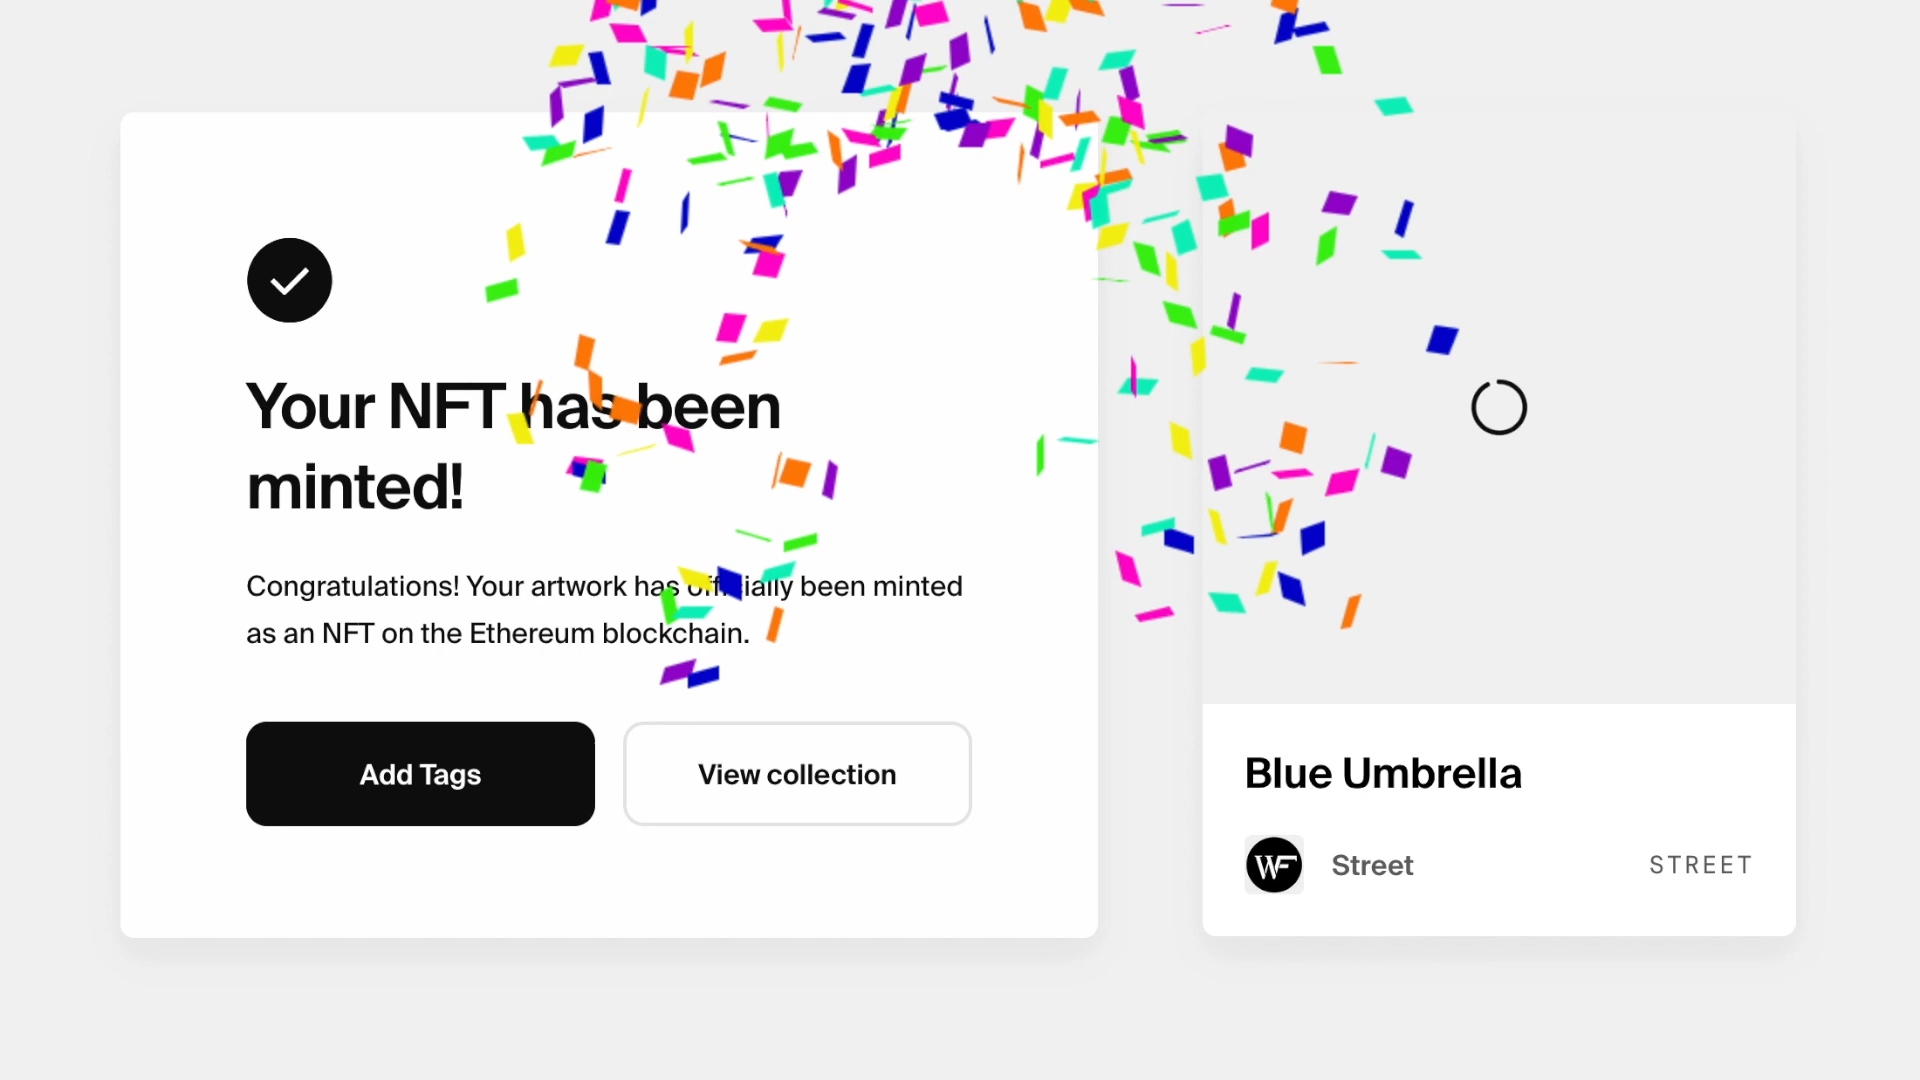 Your NFT has been
minted!
Congratulations! Your artwork has officially been minted
as an NFT on the Ethereum blockchain.
Add Tags
View collection
Blue Umbrella
WF
Street
STREET